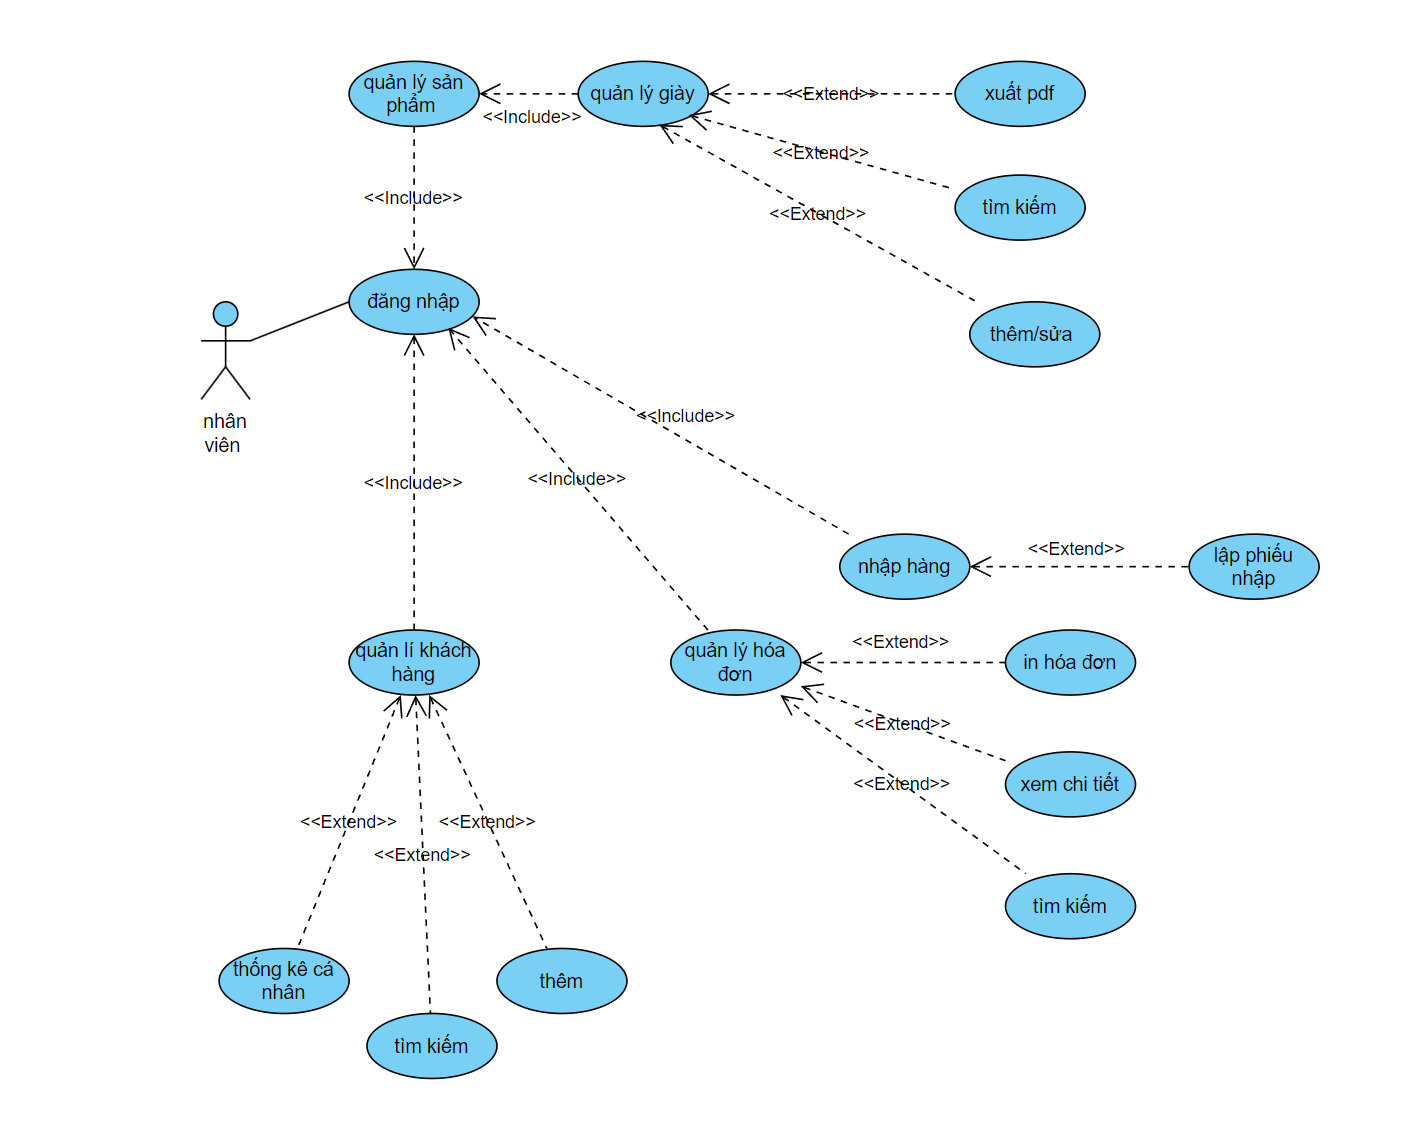 quản lý sản
phẩm
quản lý giày
<<Extend>>
xuất pdf
<<Include>>
<<Extend>>
<<Include>>
tìm kiếm
<<Extend>>
đăng nhập
thêm/sửa
nhân
viên
<<Include>>
<<Include>>
<<Include>>
nhập hàng
<<Extend>>
lập phiếu
nhập
quản lí khách
hàng
quản lý hóa
đơn
<<Extend>>
in hóa đơn
<<Extend>>
xem chi tiết
<<Extend>>
<<Extend>>
<<Extend>>
<<Extend>>
tìm kiếm
thống kê cá
nhân
thêm
tìm kiếm